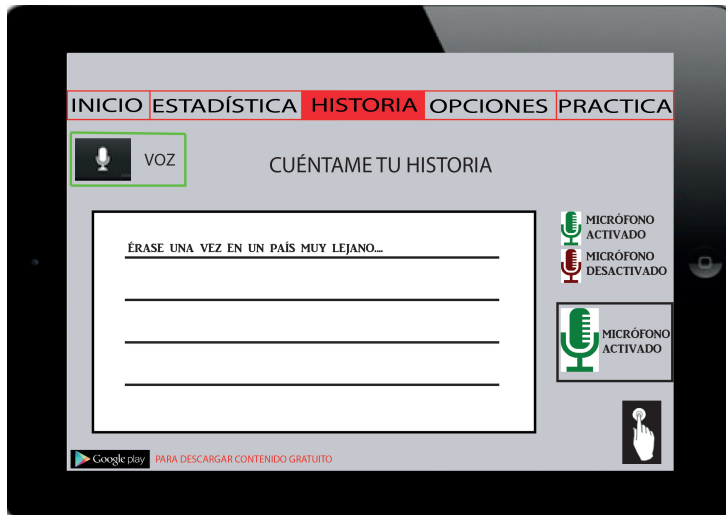 INICIO ESTADÍSTICA HISTORIA OPCIONES PRACTICA
VOZ
CUÉNTAME TU HISTORIA
ÉRASE UNA VEZ EN UN PAÍS MUY LEJANO....
MICRÓFONO
ACTIVADO
MICRÓFONO
DESACTIVADO
MICRÓFONO
ACTIVADO
Google play PARA DESCARGAR CONTENIDO GRATUITO